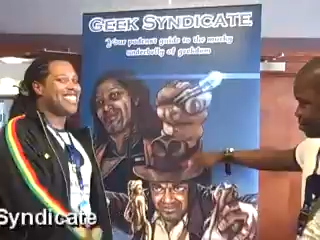 GEEK SYNDICATE
Your podcast guide to the murky
underbelly of geekdom
Syndicate